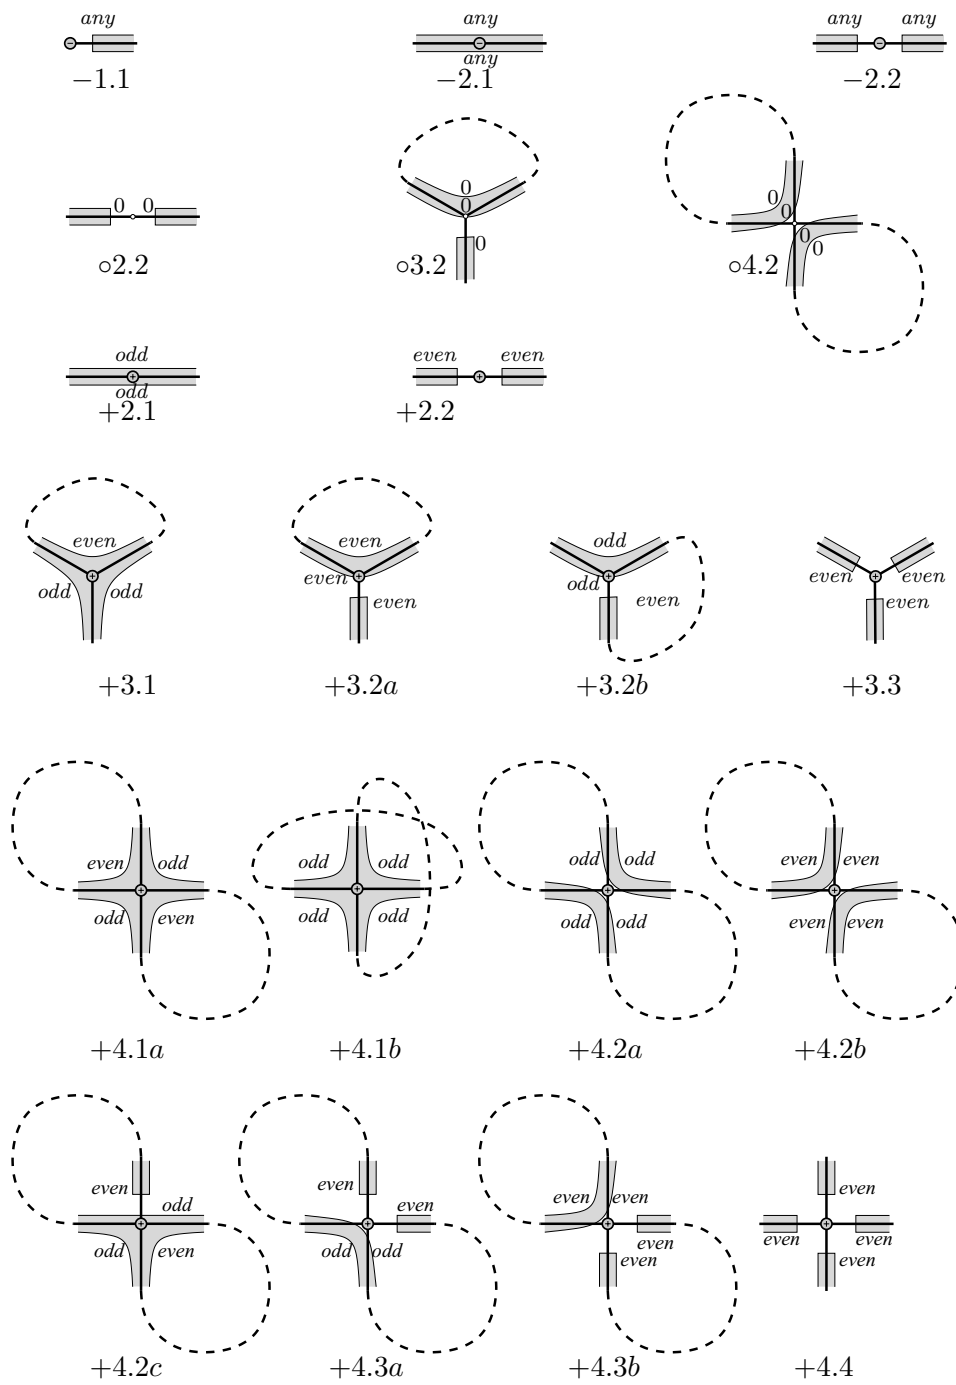 any any any any
− − −
any
−1.1 −2.1 −2.2
0
0 0 0 0
0
0 0
0
∘2.2 ∘3.2 ∘4.2
odd even even
+ +
odd
+2.1 +2.2
even odd
+ even + odd + even even + even
odd odd even even
+3.1 +3.2a +3.2b +3.3
even odd odd odd odd odd even even
+ + + +
odd even odd odd odd odd even even
+4.1a +4.1b +4.2a +4.2b
even even even even even
odd even
+ + + +
odd even odd odd even even even even
even
+4.2c +4.3a +4.3b +4.4